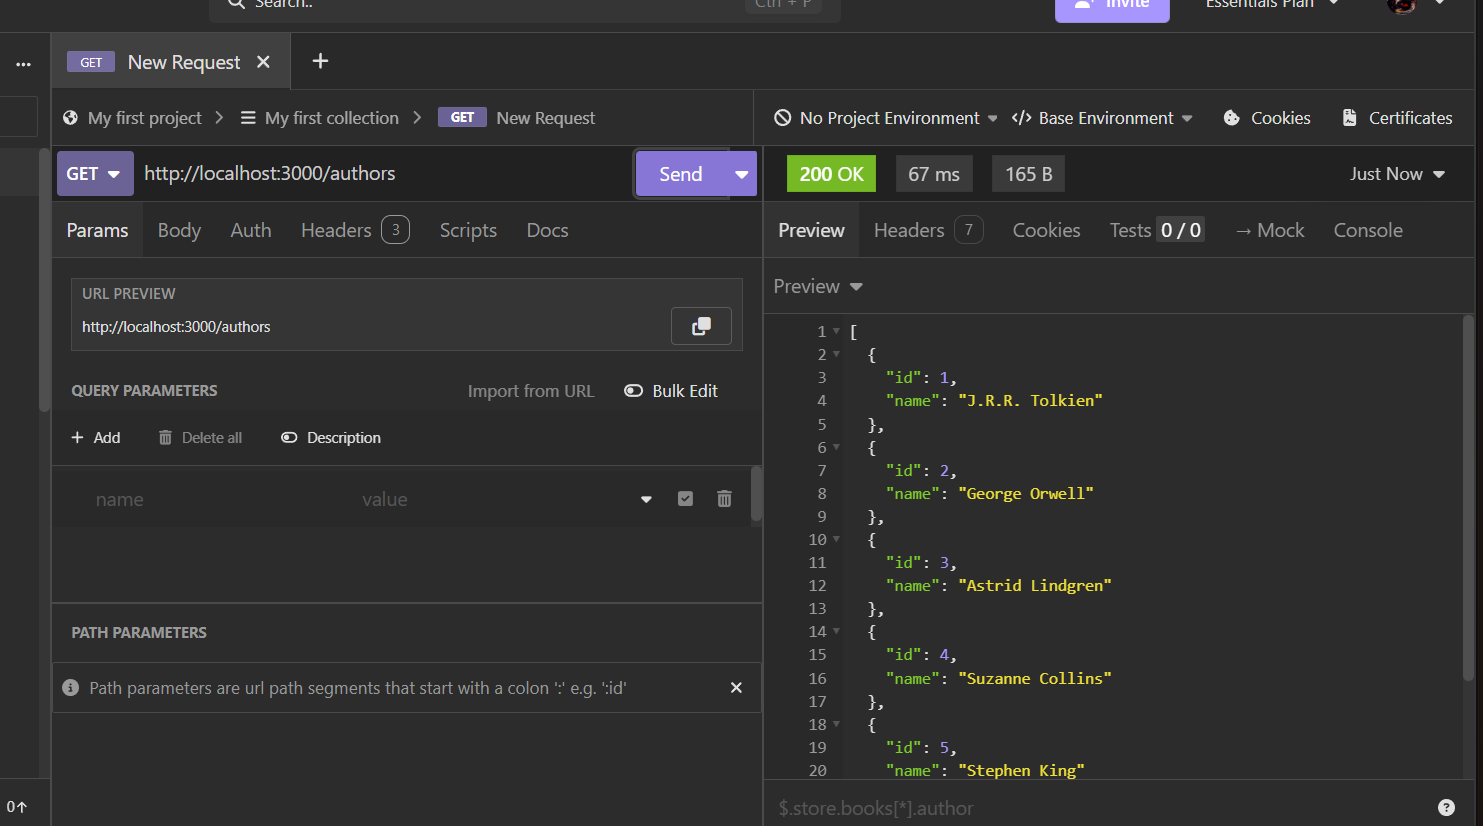 Search..
Ctrl + P
Invite
Essentials Plan
GET New Request
My first project
My first collection
GET New Request
No Project Environment
Base Environment
Cookies
Certificates
GET http://localhost:3000/authors
Send
200 OK
67 ms
165 B
Just Now
Params Body Auth Headers 3 Scripts Docs
Preview Headers 7 Cookies Tests 0 / 0 → Mock Console
URL PREVIEW
http://localhost:3000/authors
QUERY PARAMETERS
Import from URL
Bulk Edit
+ Add
Delete all
Description
name value
PATH PARAMETERS
Path parameters are url path segments that start with a colon ':' e.g. ':id'
0↑
Preview
1 [
2 {
3 "id": 1,
4 "name": "J.R.R. Tolkien"
5 },
6 {
7 "id": 2,
8 "name": "George Orwell"
9 },
10 {
11 "id": 3,
12 "name": "Astrid Lindgren"
13 },
14 {
15 "id": 4,
16 "name": "Suzanne Collins"
17 },
18 {
19 "id": 5,
20 "name": "Stephen King"
$.store.books[*].author